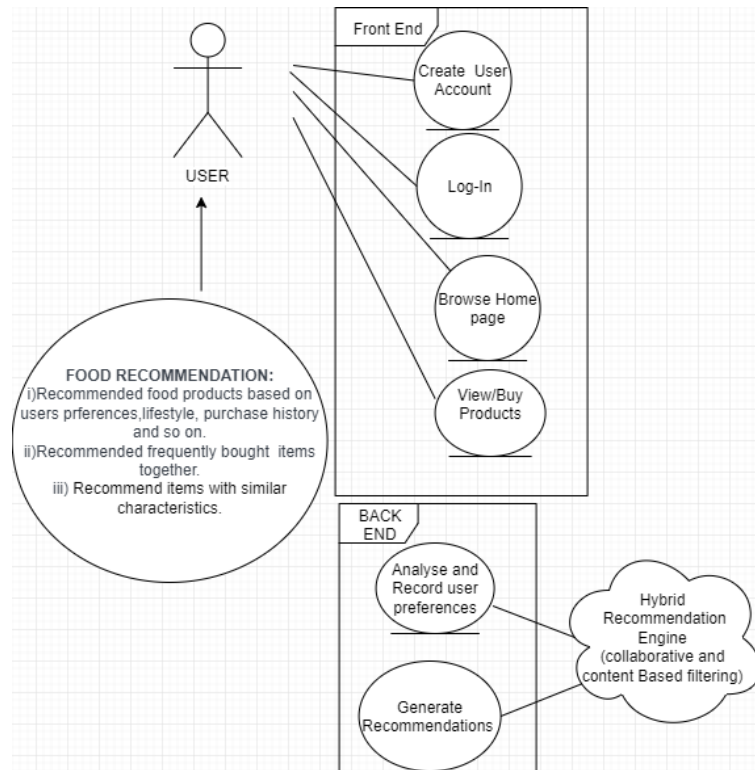 Front End
Create User
Account
USER
Log-In
Browse Home
page
View/Buy
Products
FOOD RECOMMENDATION:
i)Recommended food products based on
users prferences,lifestyle, purchase history
and so on.
ii)Recommended frequently bought items
together.
iii) Recommend items with similar
characteristics.
BACK
END
Analyse and
Record user
preferences
Generate
Recommendations
Hybrid
Recommendation
Engine
(collaborative and
content Based filtering)